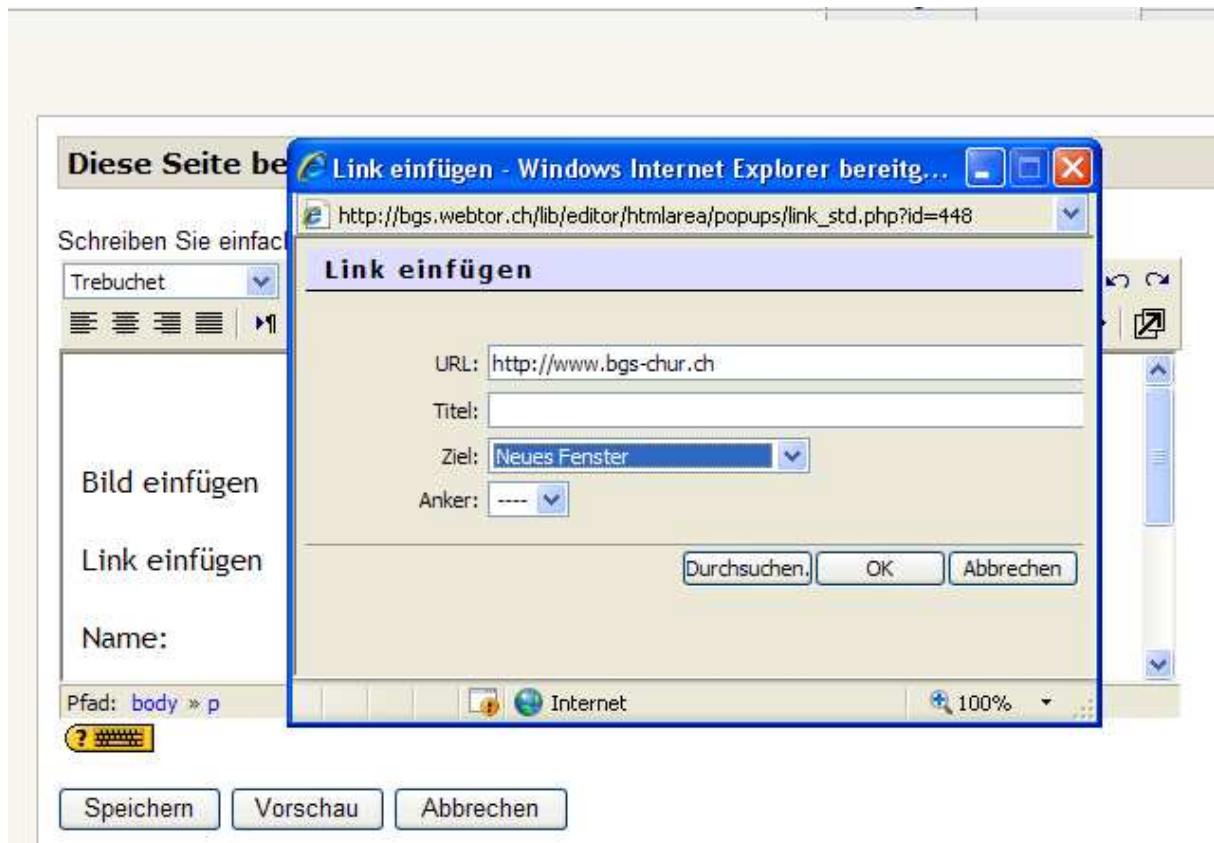 Diese Seite be
Link einfügen - Windows Internet Explorer bereitg...
http://bgs.webtor.ch/lib/editor/htmlarea/popups/link_std.php?id=448
Schreiben Sie einfac
Trebuchet
Link einfügen
URL: http://www.bgs-chur.ch
Titel:
Ziel: Neues Fenster
Anker: ----
Durchsuchen. OK Abbrechen
Bild einfügen
Link einfügen
Name:
Pfad: body » p
Internet 100%
?
Speichern Vorschau Abbrechen